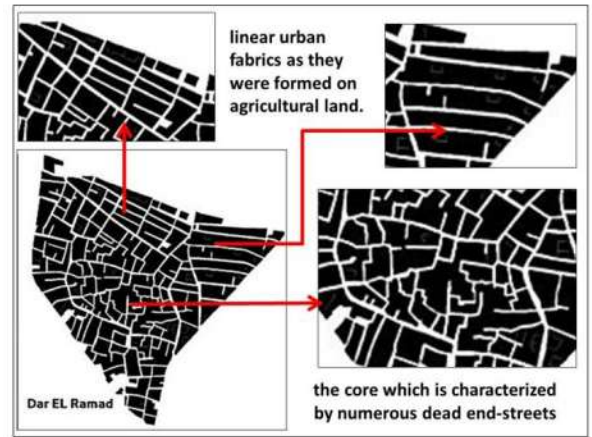 linear urban
fabrics as they
were formed on
agricultural land.
Dar EL Ramad
the core which is characterized
by numerous dead end-streets